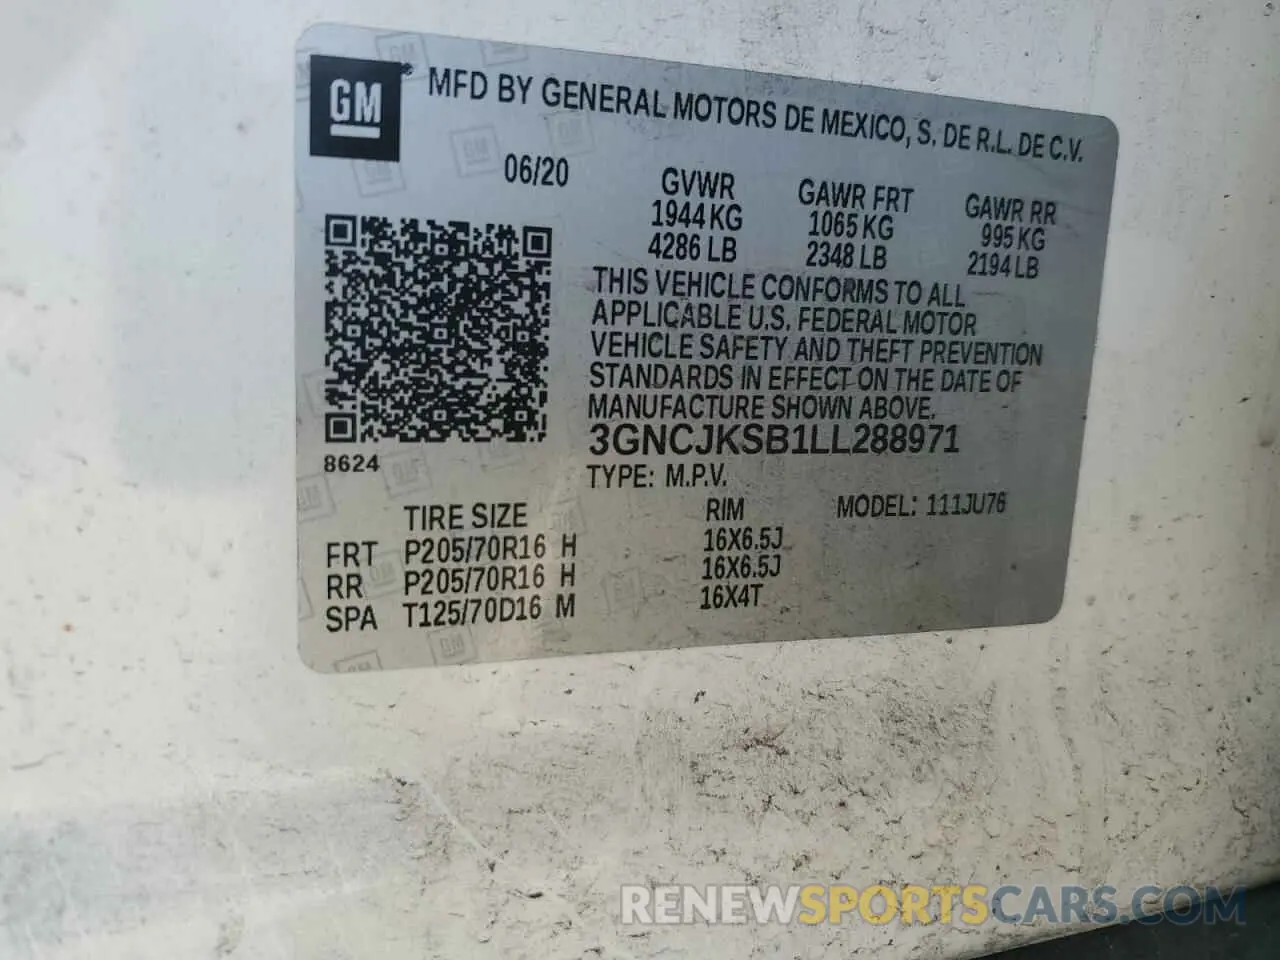 GM® MFD BY GENERAL MOTORS DE MEXICO, S. DE R.L. DE C.V.
06/20
GVWR GAWR FRT GAWR RR
1944 KG 1065 KG 995 KG
4286 LB 2348 LB 2194 LB
THIS VEHICLE CONFORMS TO ALL
APPLICABLE U.S. FEDERAL MOTOR
VEHICLE SAFETY AND THEFT PREVENTION
STANDARDS IN EFFECT ON THE DATE OF
MANUFACTURE SHOWN ABOVE.
3GNCJKSB1LL288971
8624
TYPE: M.P.V.
TIRE SIZE RIM MODEL: 111JU76
FRT P205/70R16 H 16X6.5J
RR P205/70R16 H 16X6.5J
SPA T125/70D16 M 16X4T
RENEWSPORTSCARS.COM